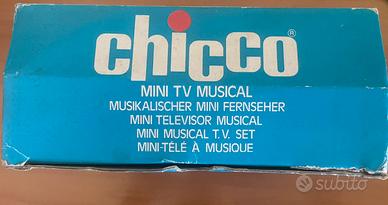 chicco®
MINI TV MUSICAL
MUSIKALISCHER MINI FERNSEHER
MINI TELEVISOR MUSICAL
MINI MUSICAL T.V. SET
MINI-TÉLÉ À MUSIQUE
subito